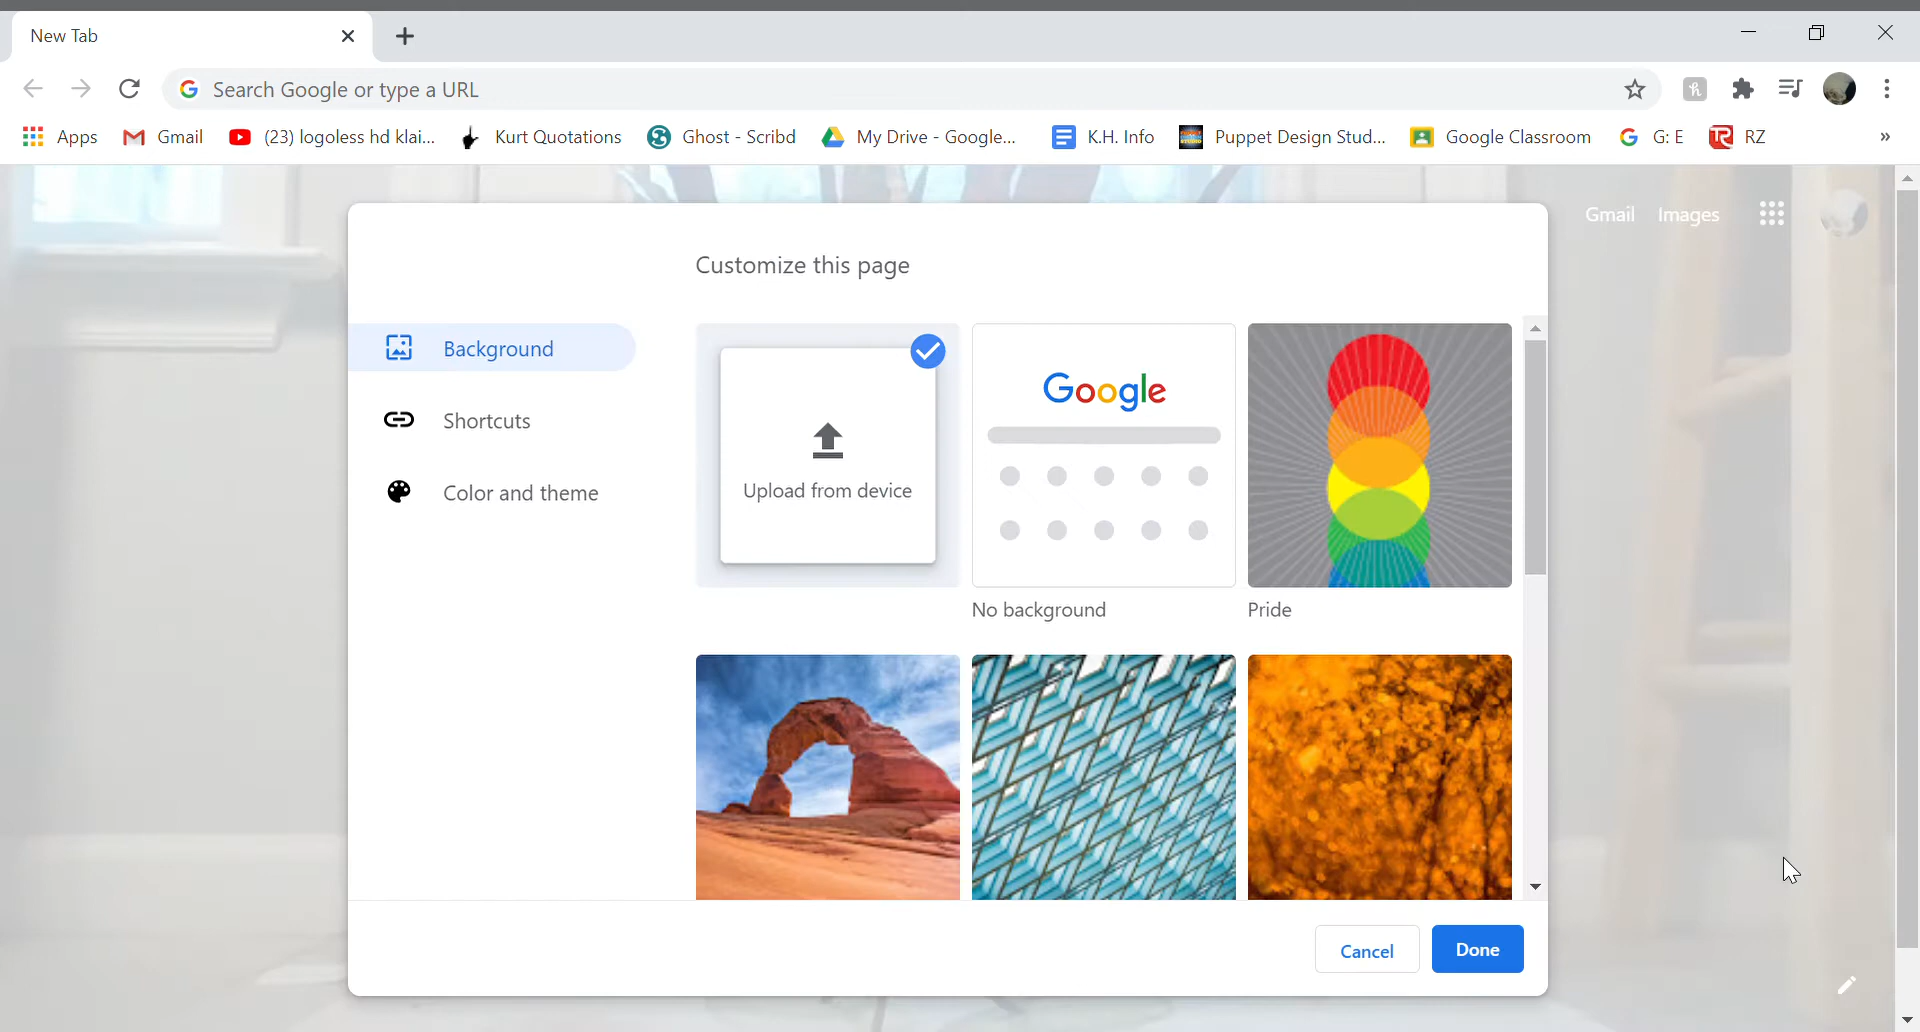 New Tab
Search Google or type a URL
Apps Gmail (23) logoless hd klai... Kurt Quotations Ghost - Scribd My Drive - Google... K.H. Info Puppet Design Stud... Google Classroom G: E RZ »
Gmail Images
Customize this page
Background
Shortcuts
Color and theme
Upload from device
Google
No background
Pride
Cancel Done